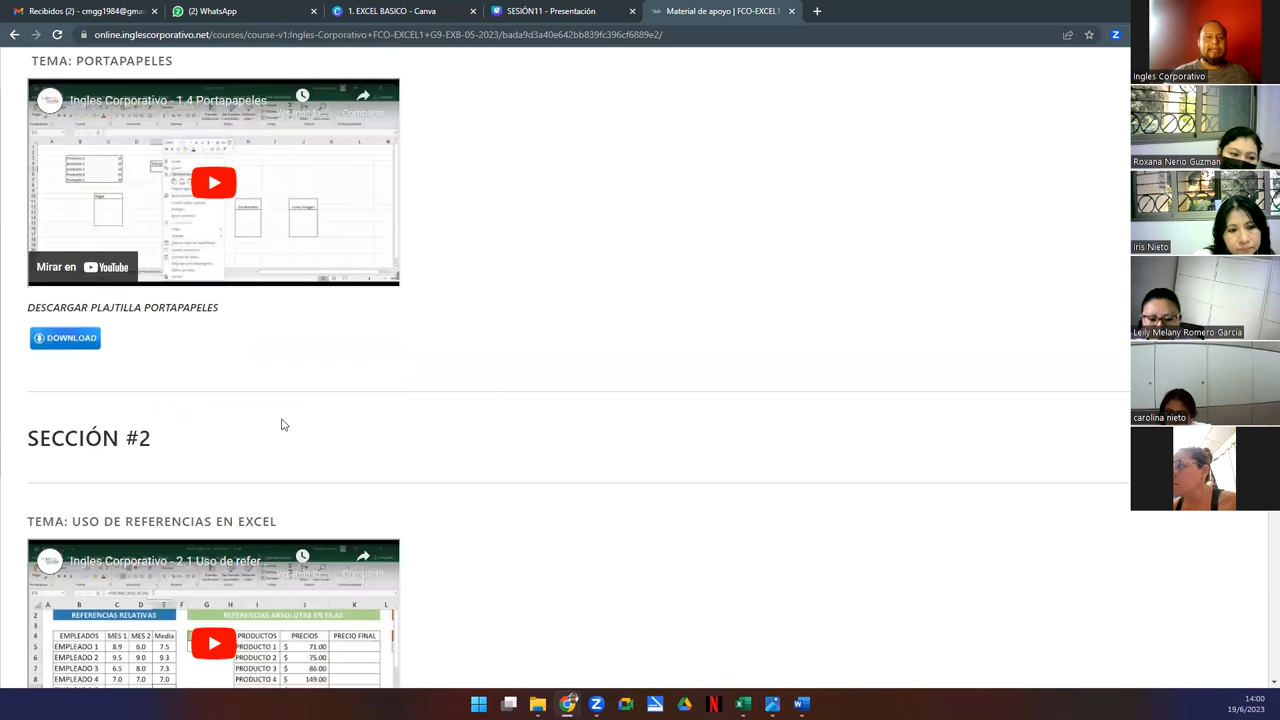 Recibidos (2) - cmg1984@gma
(2) WhatsApp
1. EXCEL BASICO - Canva
SESIÓN11 - Presentación
Material de apoyo | FCO-EXCEL1
online.inglescorporativo.net/courses/course-v1:Ingles-Corporativo+FCO-EXCEL1+G9-EXB-05-2023/bada9d3a40e642bb839fc396cf6889e2/
TEMA: PORTAPAPELES
Ingles Corporativo - 1.4 Portapapeles
Compartir
Mirar en YouTube
DESCARGAR PLAJTILLA PORTAPAPELES
DOWNLOAD
SECCIÓN #2
TEMA: USO DE REFERENCIAS EN EXCEL
Ingles Corporativo - 2.1 Uso de refer...
Compartir
A B C D E F G H I J K L
REFERENCIAS RELATIVAS REFERENCIAS ABSOLUTAS EN FILAS
EMPLEADOS MES 1 MES 2 Media PRODUCTOS PRECIOS PRECIO FINAL
EMPLEADO 1 8.9 6.0 7.5 PRODUCTO 1 $ 71.00
EMPLEADO 2 9.5 9.0 9.3 PRODUCTO 2 $ 75.00
EMPLEADO 3 6.5 8.0 7.3 PRODUCTO 3 $ 86.00
EMPLEADO 4 7.0 7.0 7.0 PRODUCTO 4 $ 149.00
Ingles Corporativo
Roxana Nerio Guzman
Iris Nieto
Leily Melany Romero Garcia
carolina nieto
14:00
19/6/2023